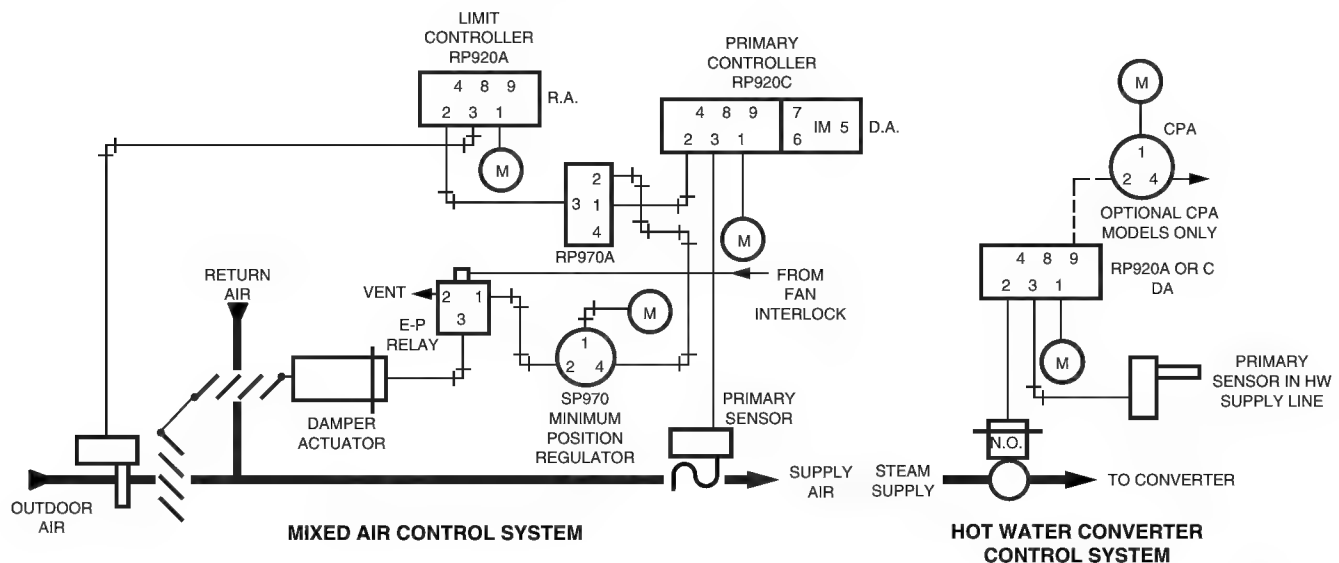 LIMIT
CONTROLLER
RP920A
4 8 9
2 3 1
R.A.
M
PRIMARY
CONTROLLER
RP920C
4 8 9
2 3 1
7
6
IM 5
D.A.
M
2
3 1
4
RP970A
RETURN
AIR
VENT
2 1
3
E-P
RELAY
FROM
FAN
INTERLOCK
M
1
2 4
SP970
MINIMUM
POSITION
REGULATOR
DAMPER
ACTUATOR
PRIMARY
SENSOR
OUTDOOR
AIR
SUPPLY
AIR
MIXED AIR CONTROL SYSTEM
M
CPA
1
2 4
OPTIONAL CPA
MODELS ONLY
4 8 9
2 3 1
RP920A OR C
DA
M
PRIMARY
SENSOR IN HW
SUPPLY LINE
N.O.
STEAM
SUPPLY
TO CONVERTER
HOT WATER CONVERTER
CONTROL SYSTEM